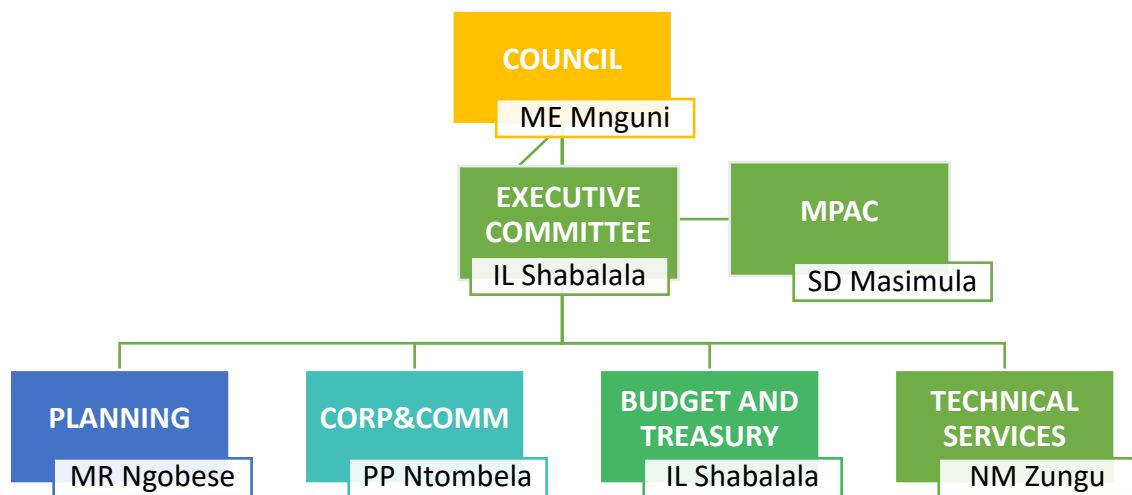 COUNCIL
ME Mnguni
EXECUTIVE
COMMITTEE
IL Shabalala
MPAC
SD Masimula
PLANNING
MR Ngobese
CORP&COMM
PP Ntombela
BUDGET AND
TREASURY
IL Shabalala
TECHNICAL
SERVICES
NM Zungu